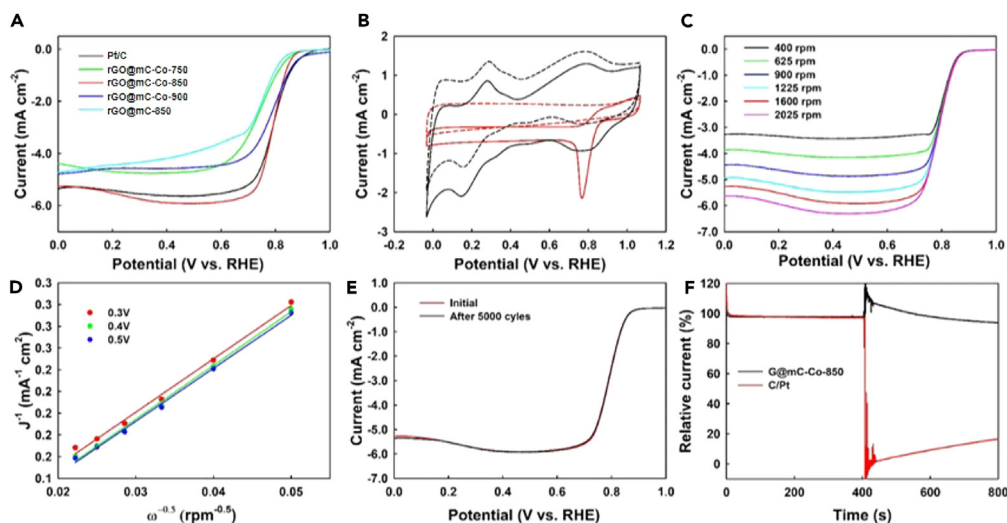 A
Current (mA cm-2)
0.0
-2.0
-4.0
-6.0
Pt/C
rGO@mC-Co-750
rGO@mC-Co-850
rGO@mC-Co-900
rGO@mC-850
0.0 0.2 0.4 0.6 0.8 1.0
Potential (V vs. RHE)
B
Current (mA cm-2)
2
1
0
1
2
3
-0.2 0.0 0.2 0.4 0.6 0.8 1.0 1.2
Potential (V vs. RHE)
C
Current (mA cm-2)
0.0
-1.0
-2.0
-3.0
-4.0
-5.0
-6.0
-7.0
400 rpm
625 rpm
900 rpm
1225 rpm
1600 rpm
2025 rpm
0.0 0.2 0.4 0.6 0.8 1.0
Potential (V vs. RHE)
D
J-1 (mA-1 cm2)
0.3
0.3
0.3
0.2
0.2
0.2
0.2
0.2
0.1
0.3V
0.4V
0.5V
0.02 0.03 0.04 0.05
ω-0.5 (rpm-0.5)
E
Current (mA cm-2)
1.0
0.0
-1.0
-2.0
-3.0
-4.0
-5.0
-6.0
-7.0
Initial
After 5000 cyles
0.0 0.2 0.4 0.6 0.8 1.0
Potential (V vs. RHE)
F
Relative current (%)
120
100
80
60
40
20
0
G@mC-Co-850
C/Pt
0 200 400 600 800
Time (s)